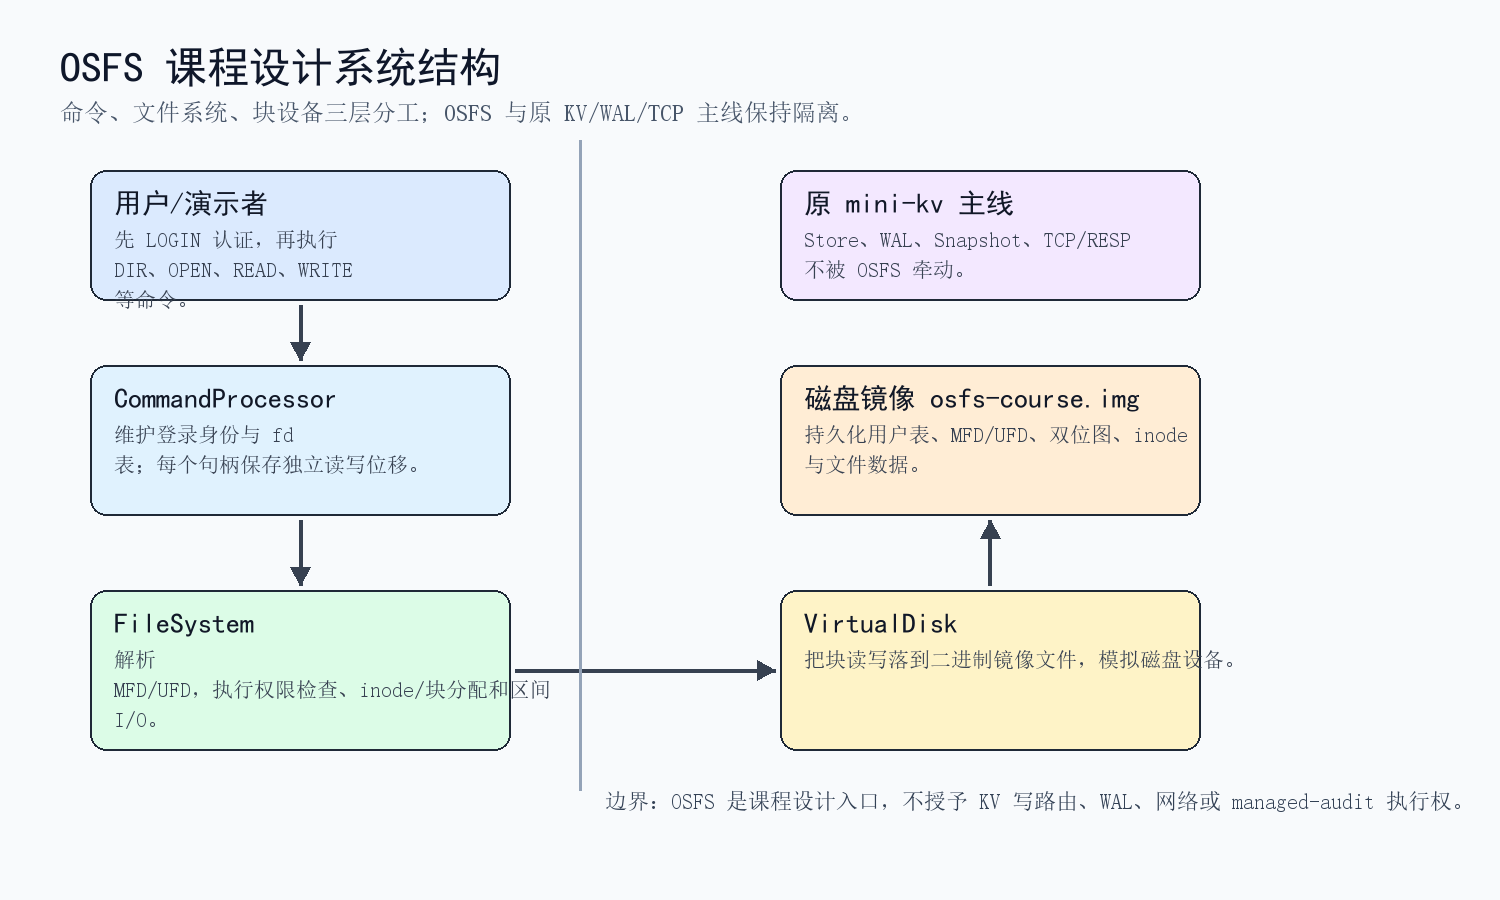 OSFS 课程设计系统结构
命令、文件系统、块设备三层分工；OSFS 与原 KV/WAL/TCP 主线保持隔离。
用户/演示者
先 LOGIN 认证，再执行
DIR、OPEN、READ、WRITE
等命令。
CommandProcessor
维护登录身份与 fd
表；每个句柄保存独立读写位移。
FileSystem
解析
MFD/UFD，执行权限检查、inode/块分配和区间
I/O。
原 mini-kv 主线
Store、WAL、Snapshot、TCP/RESP
不被 OSFS 牵动。
磁盘镜像 osfs-course.img
持久化用户表、MFD/UFD、双位图、inode
与文件数据。
VirtualDisk
把块读写落到二进制镜像文件，模拟磁盘设备。
边界：OSFS 是课程设计入口，不授予 KV 写路由、WAL、网络或 managed-audit 执行权。